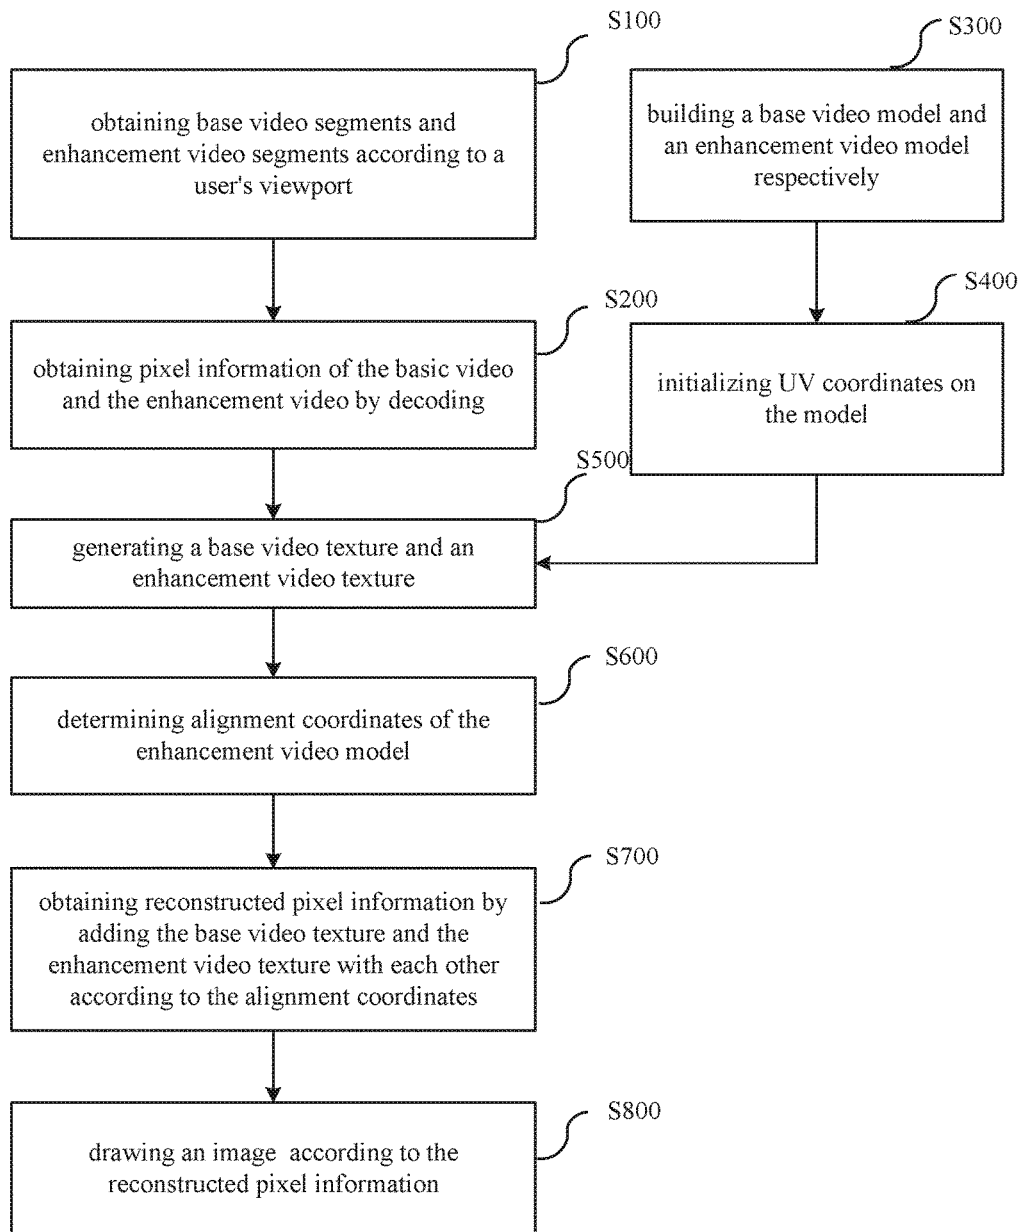 S100
obtaining base video segments and
enhancement video segments according to a
user's viewport
S300
building a base video model and
an enhancement video model
respectively
S200
obtaining pixel information of the basic video
and the enhancement video by decoding
S400
initializing UV coordinates on
the model
S500
generating a base video texture and an
enhancement video texture
S600
determining alignment coordinates of the
enhancement video model
S700
obtaining reconstructed pixel information by
adding the base video texture and the
enhancement video texture with each other
according to the alignment coordinates
S800
drawing an image according to the
reconstructed pixel information